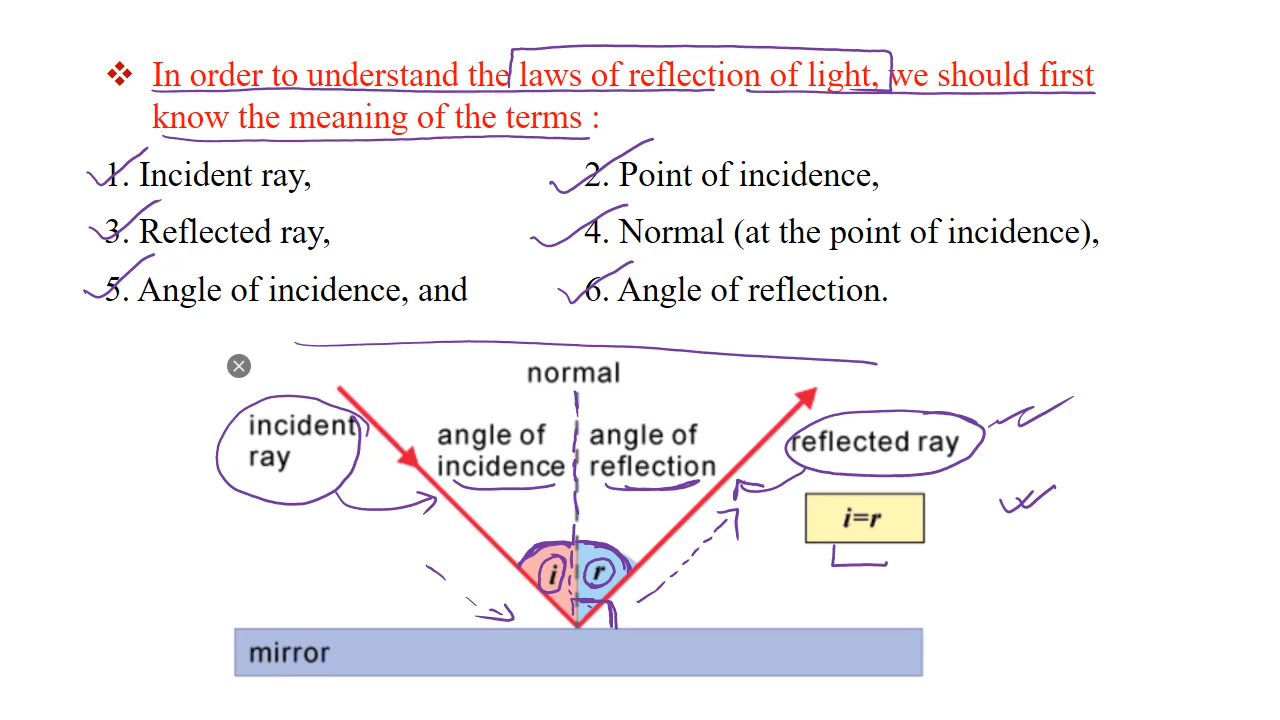 ❖ In order to understand the laws of reflection of light, we should first
know the meaning of the terms :
1. Incident ray,
2. Point of incidence,
3. Reflected ray,
4. Normal (at the point of incidence),
5. Angle of incidence, and
6. Angle of reflection.
normal
incident
ray
angle of
incidence
angle of
reflection
reflected ray
i=r
i
r
mirror